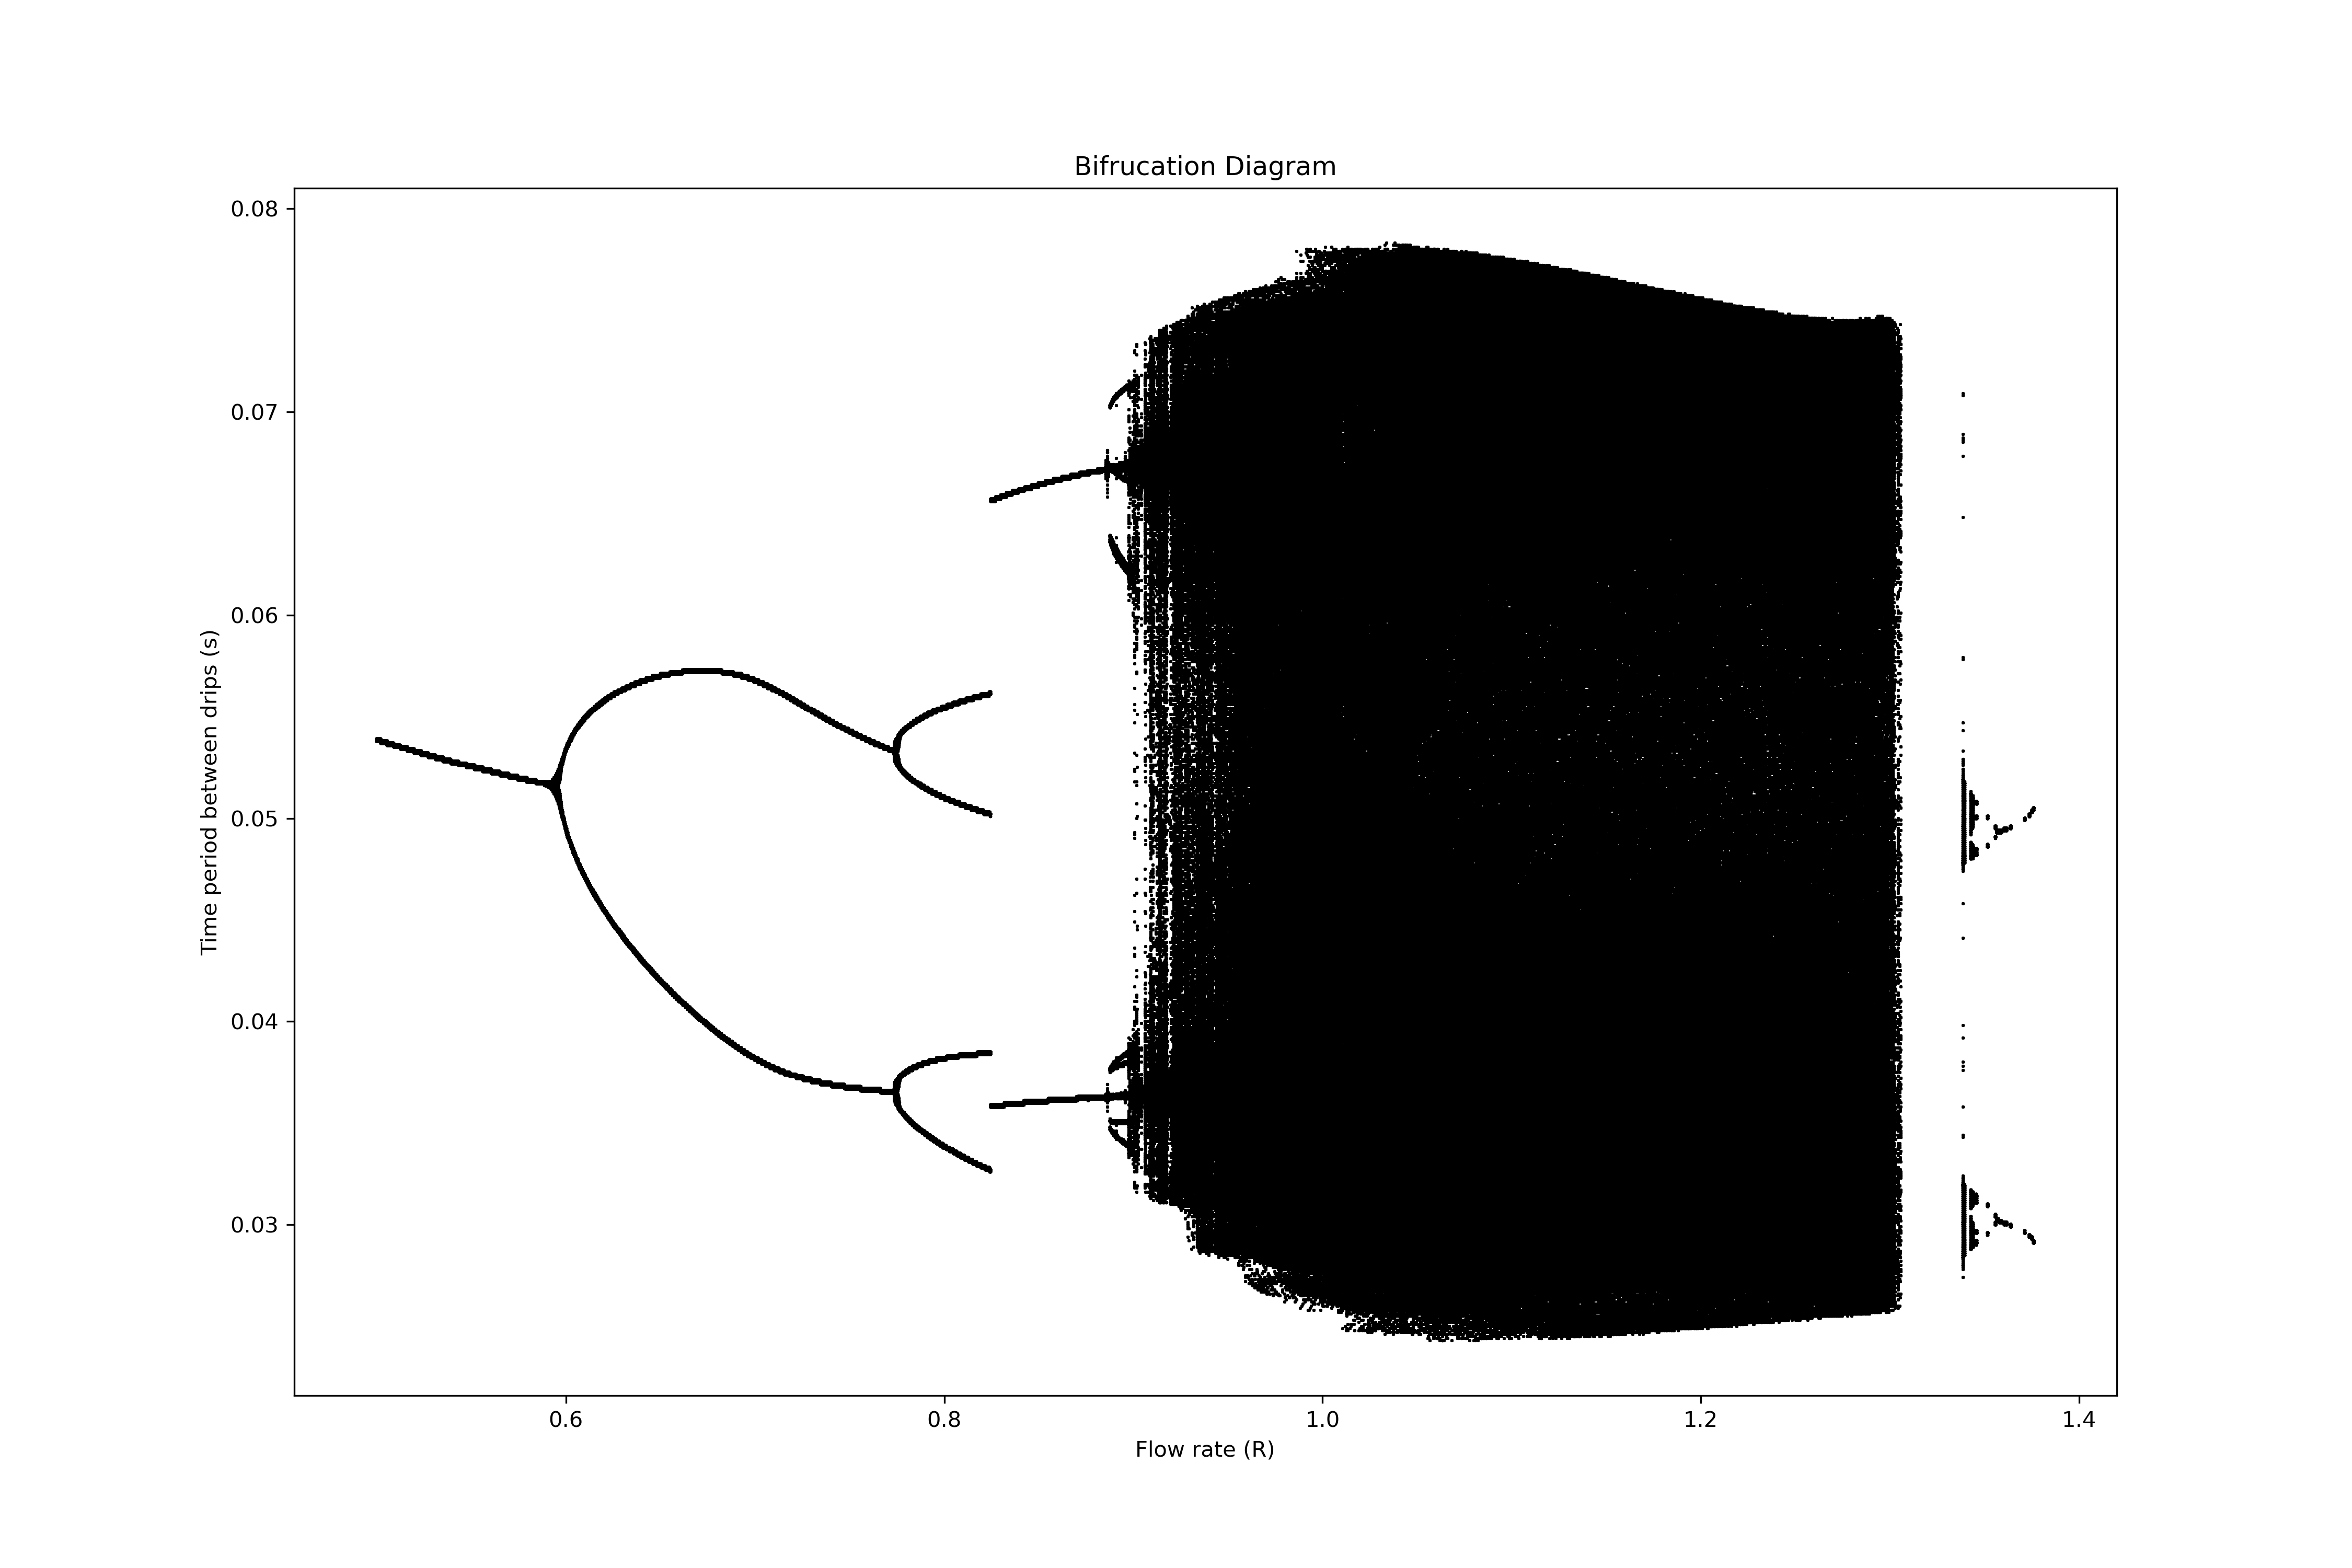 Bifrucation Diagram
0.08
0.07
0.06
0.05
0.04
0.03
Time period between drips (s)
0.6 0.8 1.0 1.2 1.4
Flow rate (R)